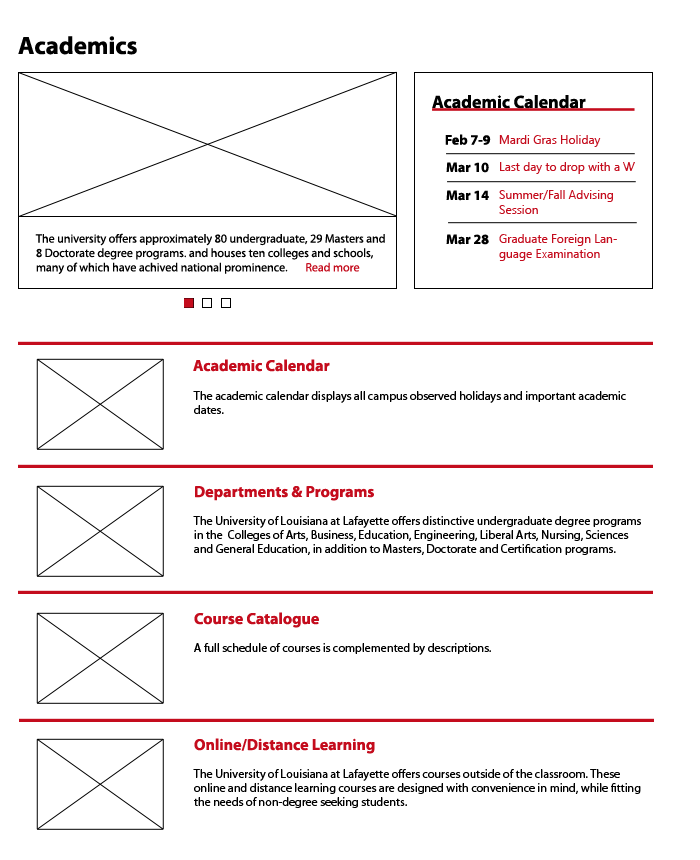 Academics
The university offers approximately 80 undergraduate, 29 Masters and
8 Doctorate degree programs. and houses ten colleges and schools,
many of which have achived national prominence. Read more
Academic Calendar
Feb 7-9 Mardi Gras Holiday
Mar 10 Last day to drop with a W
Mar 14 Summer/Fall Advising
Session
Mar 28 Graduate Foreign Lan-
guage Examination
Academic Calendar
The academic calendar displays all campus observed holidays and important academic
dates.
Departments & Programs
The University of Louisiana at Lafayette offers distinctive undergraduate degree programs
in the Colleges of Arts, Business, Education, Engineering, Liberal Arts, Nursing, Sciences
and General Education, in addition to Masters, Doctorate and Certification programs.
Course Catalogue
A full schedule of courses is complemented by descriptions.
Online/Distance Learning
The University of Louisiana at Lafayette offers courses outside of the classroom. These
online and distance learning courses are designed with convenience in mind, while fitting
the needs of non-degree seeking students.